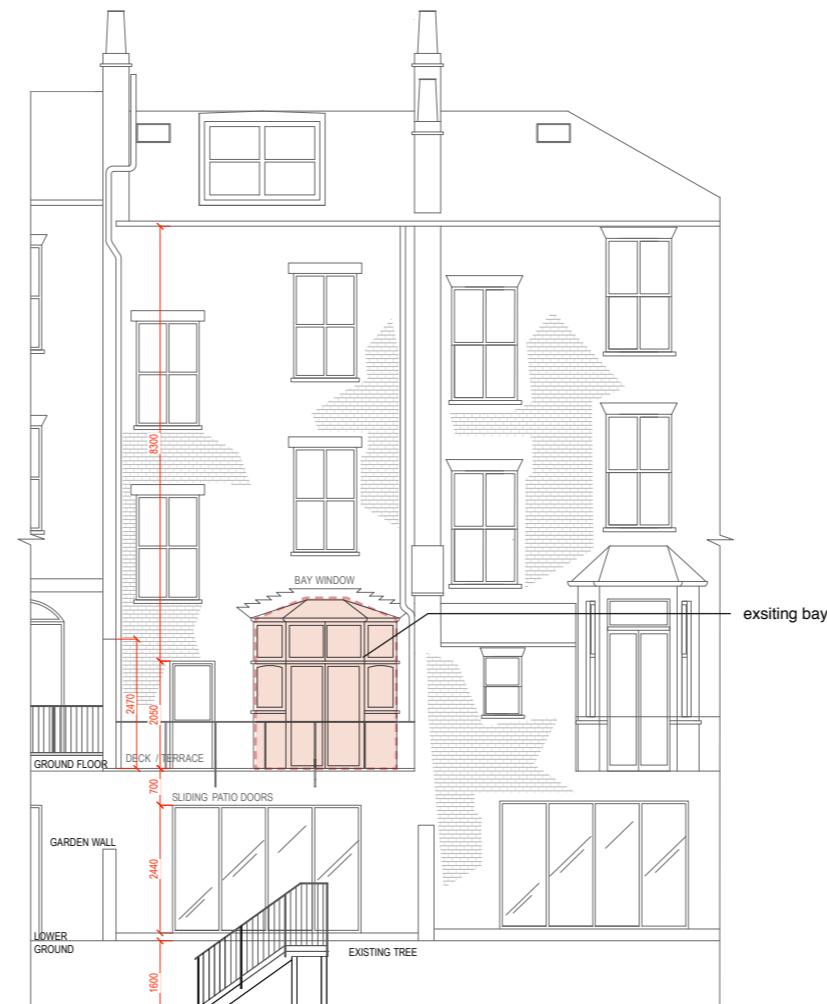 8300
BAY WINDOW
exsiting bay
2470
2050
DECK / TERRACE
GROUND FLOOR
700
SLIDING PATIO DOORS
GARDEN WALL
2440
LOWER
GROUND
EXISTING TREE
1600